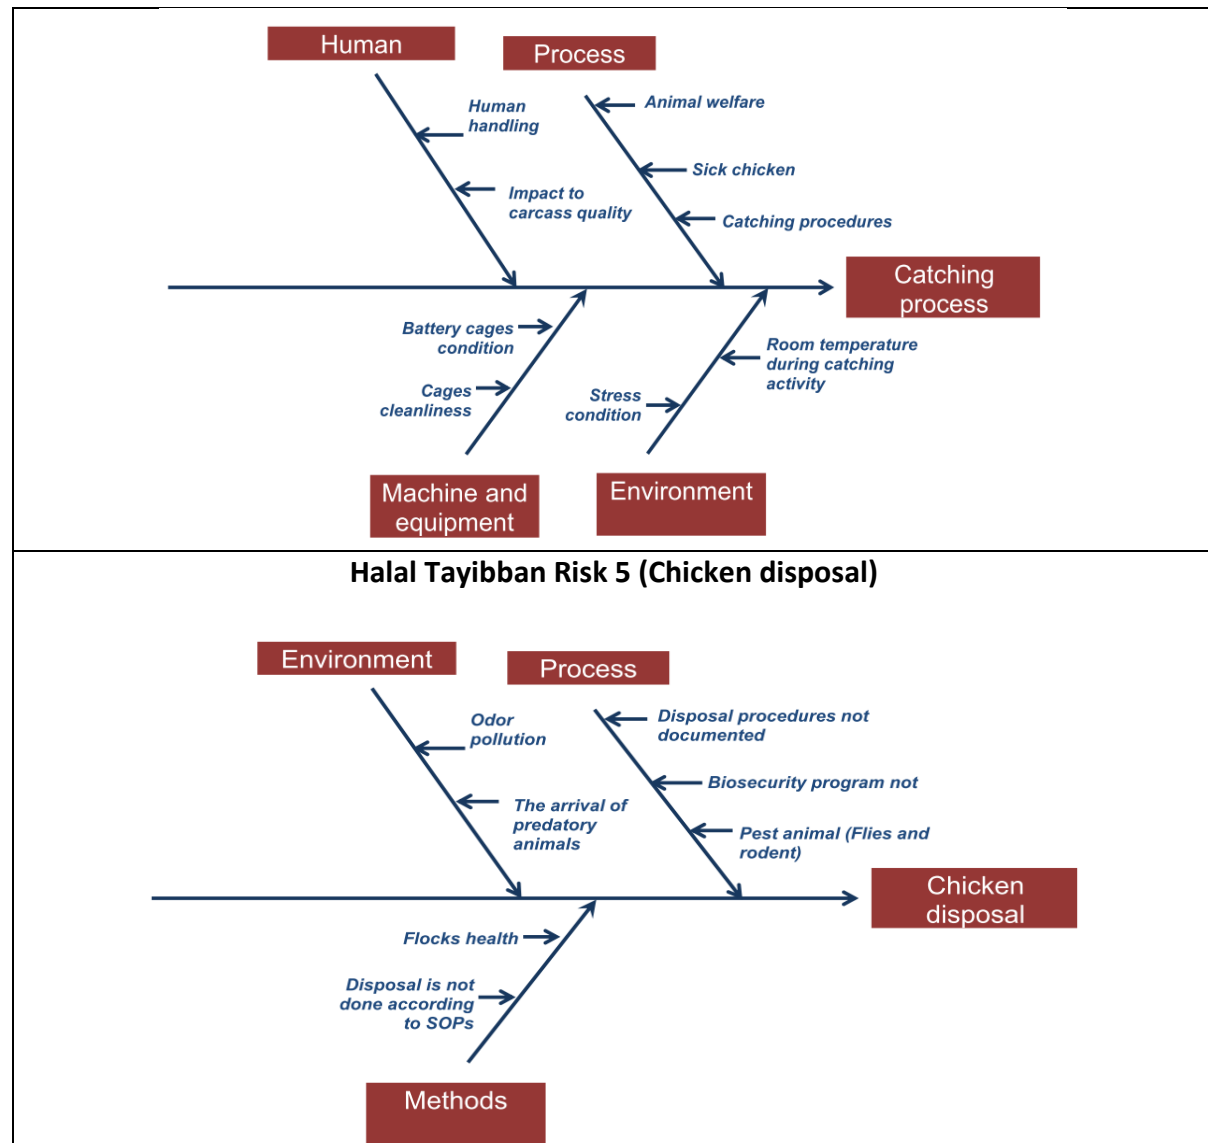 Human
Process
Human
handling
Animal welfare
Impact to
carcass quality
Sick chicken
Catching procedures
Catching
process
Battery cages
condition
Cages
cleanliness
Room temperature
during catching
activity
Stress
condition
Machine and
equipment
Environment
Halal Tayibban Risk 5 (Chicken disposal)
Environment
Process
Odor
pollution
Disposal procedures not
documented
The arrival of
predatory
animals
Biosecurity program not
Pest animal (Flies and
rodent)
Chicken
disposal
Flocks health
Disposal is not
done according
to SOPs
Methods